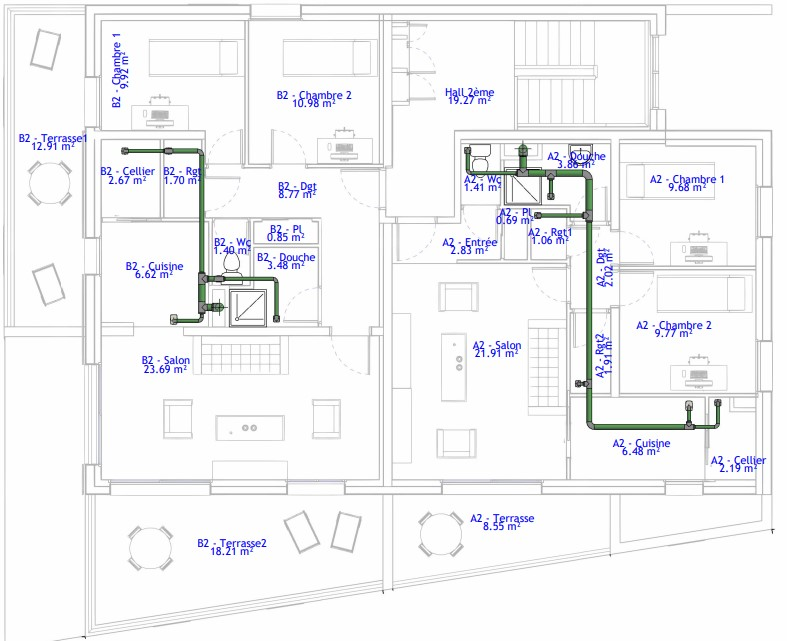 B2 - Chambre 1
9.92 m²
B2 - Chambre 2
10.98 m²
Hall 2ème
19.27 m²
B2 - Terrasse1
12.91 m²
B2 - Cellier
2.67 m²
B2 - Rgt
1.70 m²
B2 - Dgt
8.77 m²
A2 - Wc
1.41 m²
A2 - Douche
3.86 m²
A2 - Chambre 1
9.68 m²
A2 - Pl
0.69 m²
A2 - Rgt1
1.06 m²
A2 - Entrée
2.83 m²
B2 - Pl
0.85 m²
B2 - Wc
1.40 m²
B2 - Douche
3.48 m²
B2 - Cuisine
6.62 m²
A2 - Dgt
2.02 m²
A2 - Chambre 2
9.77 m²
A2 - Salon
21.91 m²
A2 - Rgt2
1.91 m²
B2 - Salon
23.69 m²
A2 - Cuisine
6.48 m²
A2 - Cellier
2.19 m²
A2 - Terrasse
8.55 m²
B2 - Terrasse2
18.21 m²